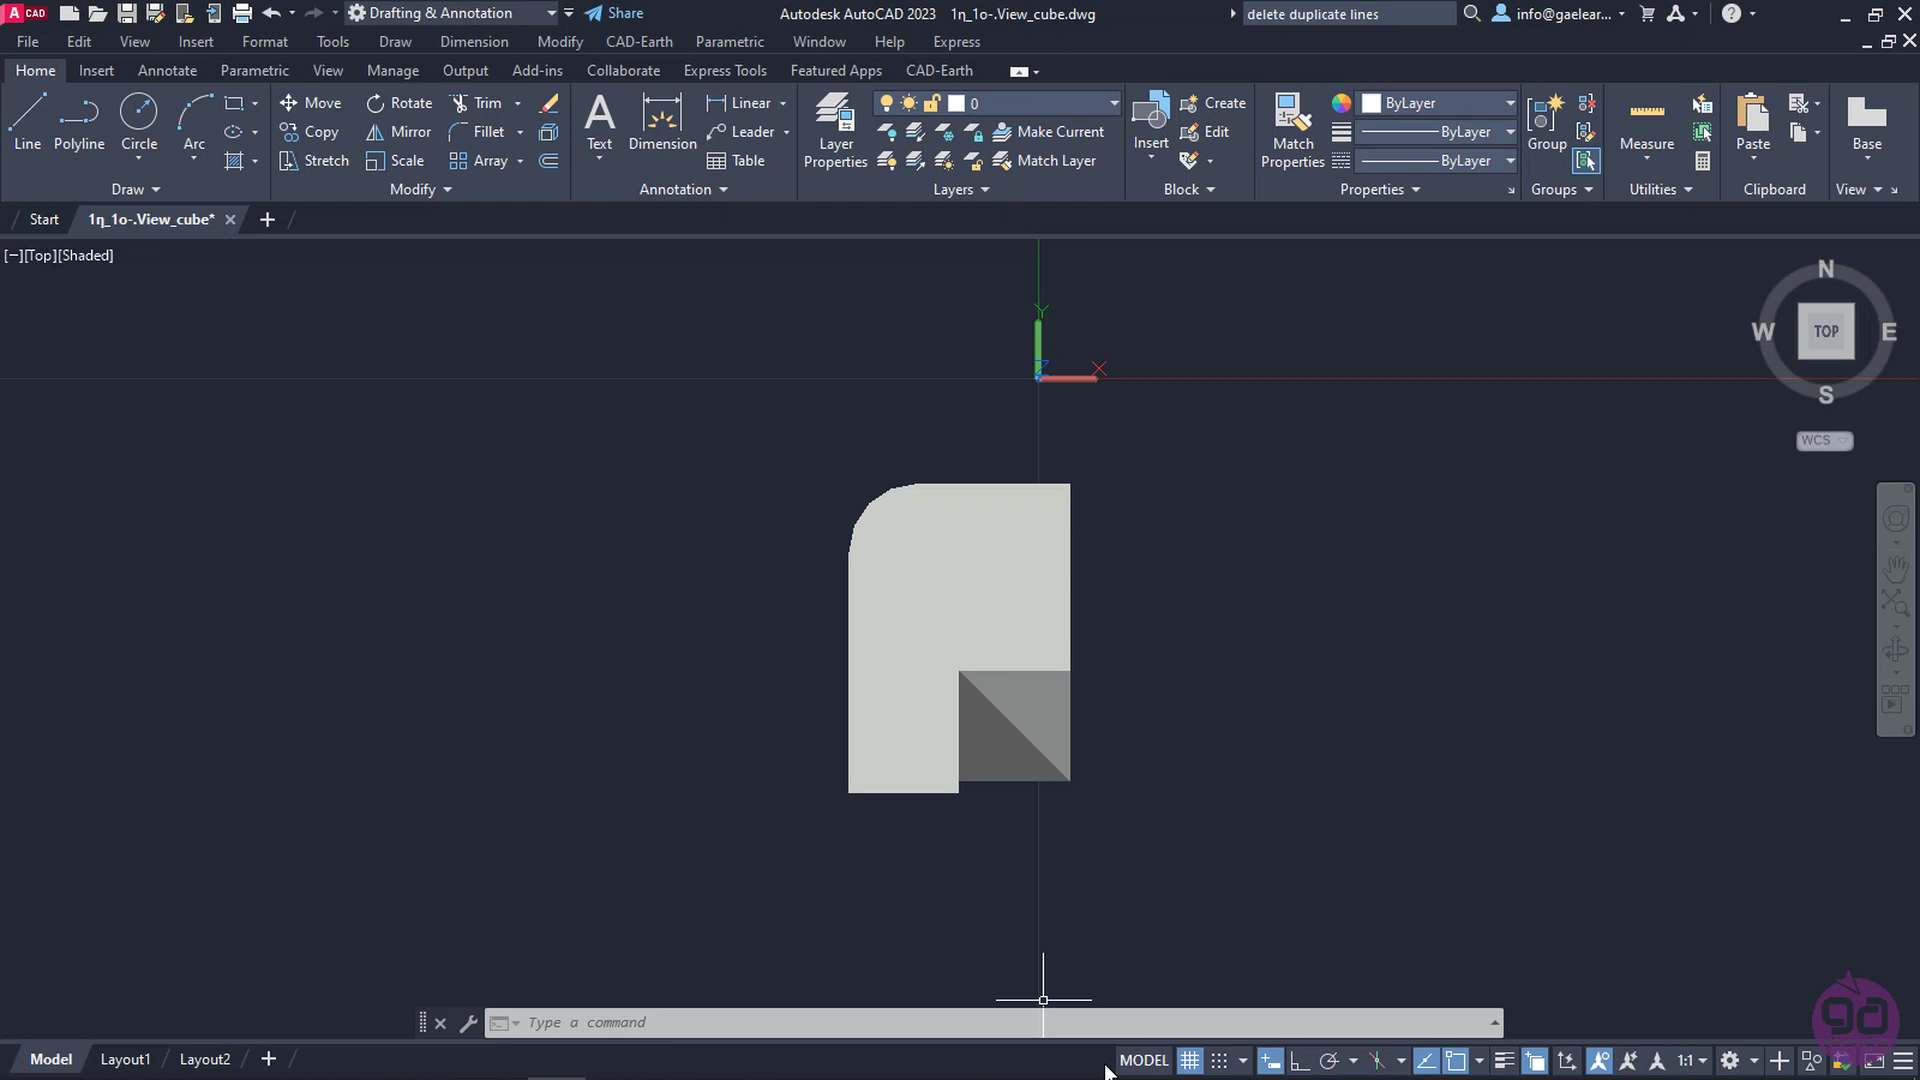 A CAD Drafting & Annotation Share Autodesk AutoCAD 2023 1η_1ο-.View_cube.dwg delete duplicate lines info@gaelear...
File Edit View Insert Format Tools Draw Dimension Modify CAD-Earth Parametric Window Help Express
Home Insert Annotate Parametric View Manage Output Add-ins Collaborate Express Tools Featured Apps CAD-Earth
Move Rotate Trim Linear 0 Create ByLayer
Line Polyline Circle Arc Copy Mirror Fillet Text Dimension Leader Layer Properties Make Current Insert Edit Match Properties ByLayer Group Measure Paste Base
Stretch Scale Array Table Match Layer ByLayer
Draw Modify Annotation Layers Block Properties Groups Utilities Clipboard View
Start 1η_1ο-.View_cube*
[−][Top][Shaded]
N
Y
W TOP E
Z X
S
WCS
Type a command
ga
Model Layout1 Layout2 MODEL 1:1